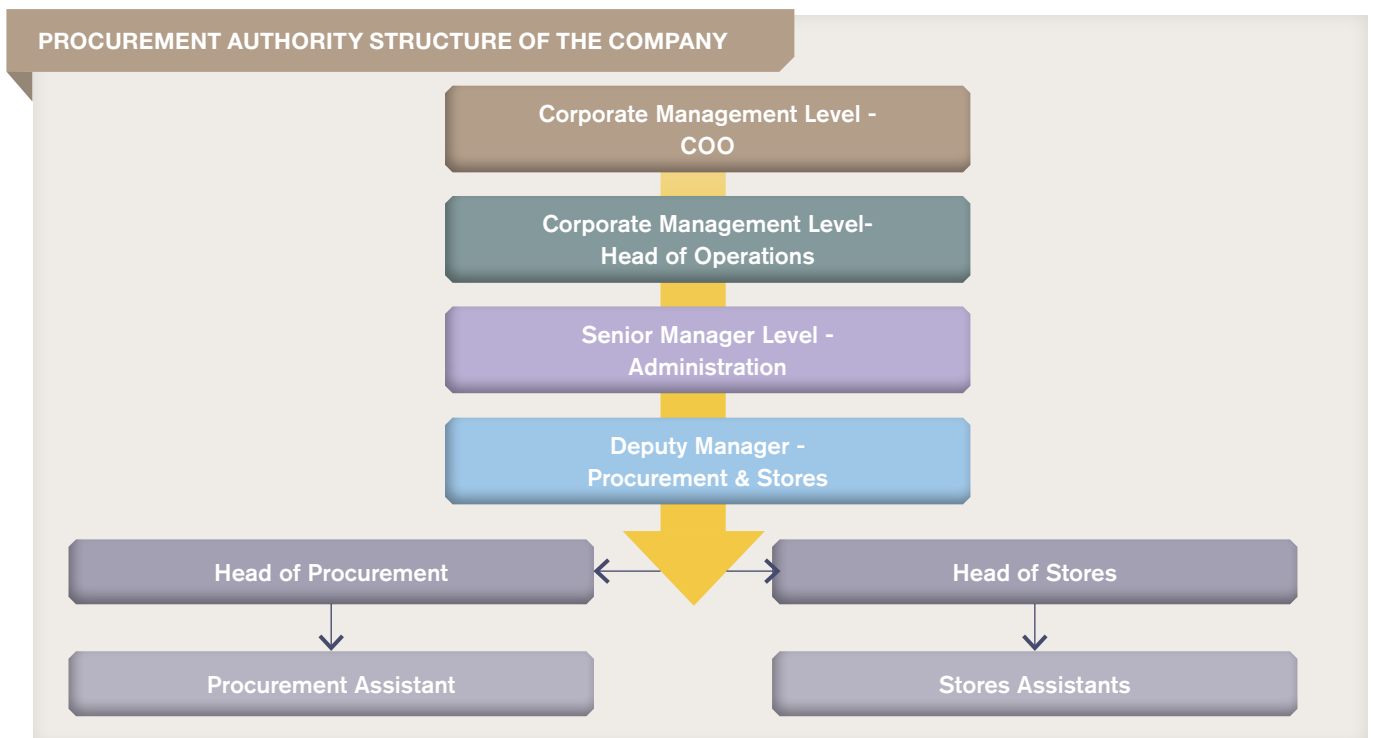 PROCUREMENT AUTHORITY STRUCTURE OF THE COMPANY
Corporate Management Level -
COO
Corporate Management Level-
Head of Operations
Senior Manager Level -
Administration
Deputy Manager -
Procurement & Stores
Head of Procurement
Head of Stores
Procurement Assistant
Stores Assistants